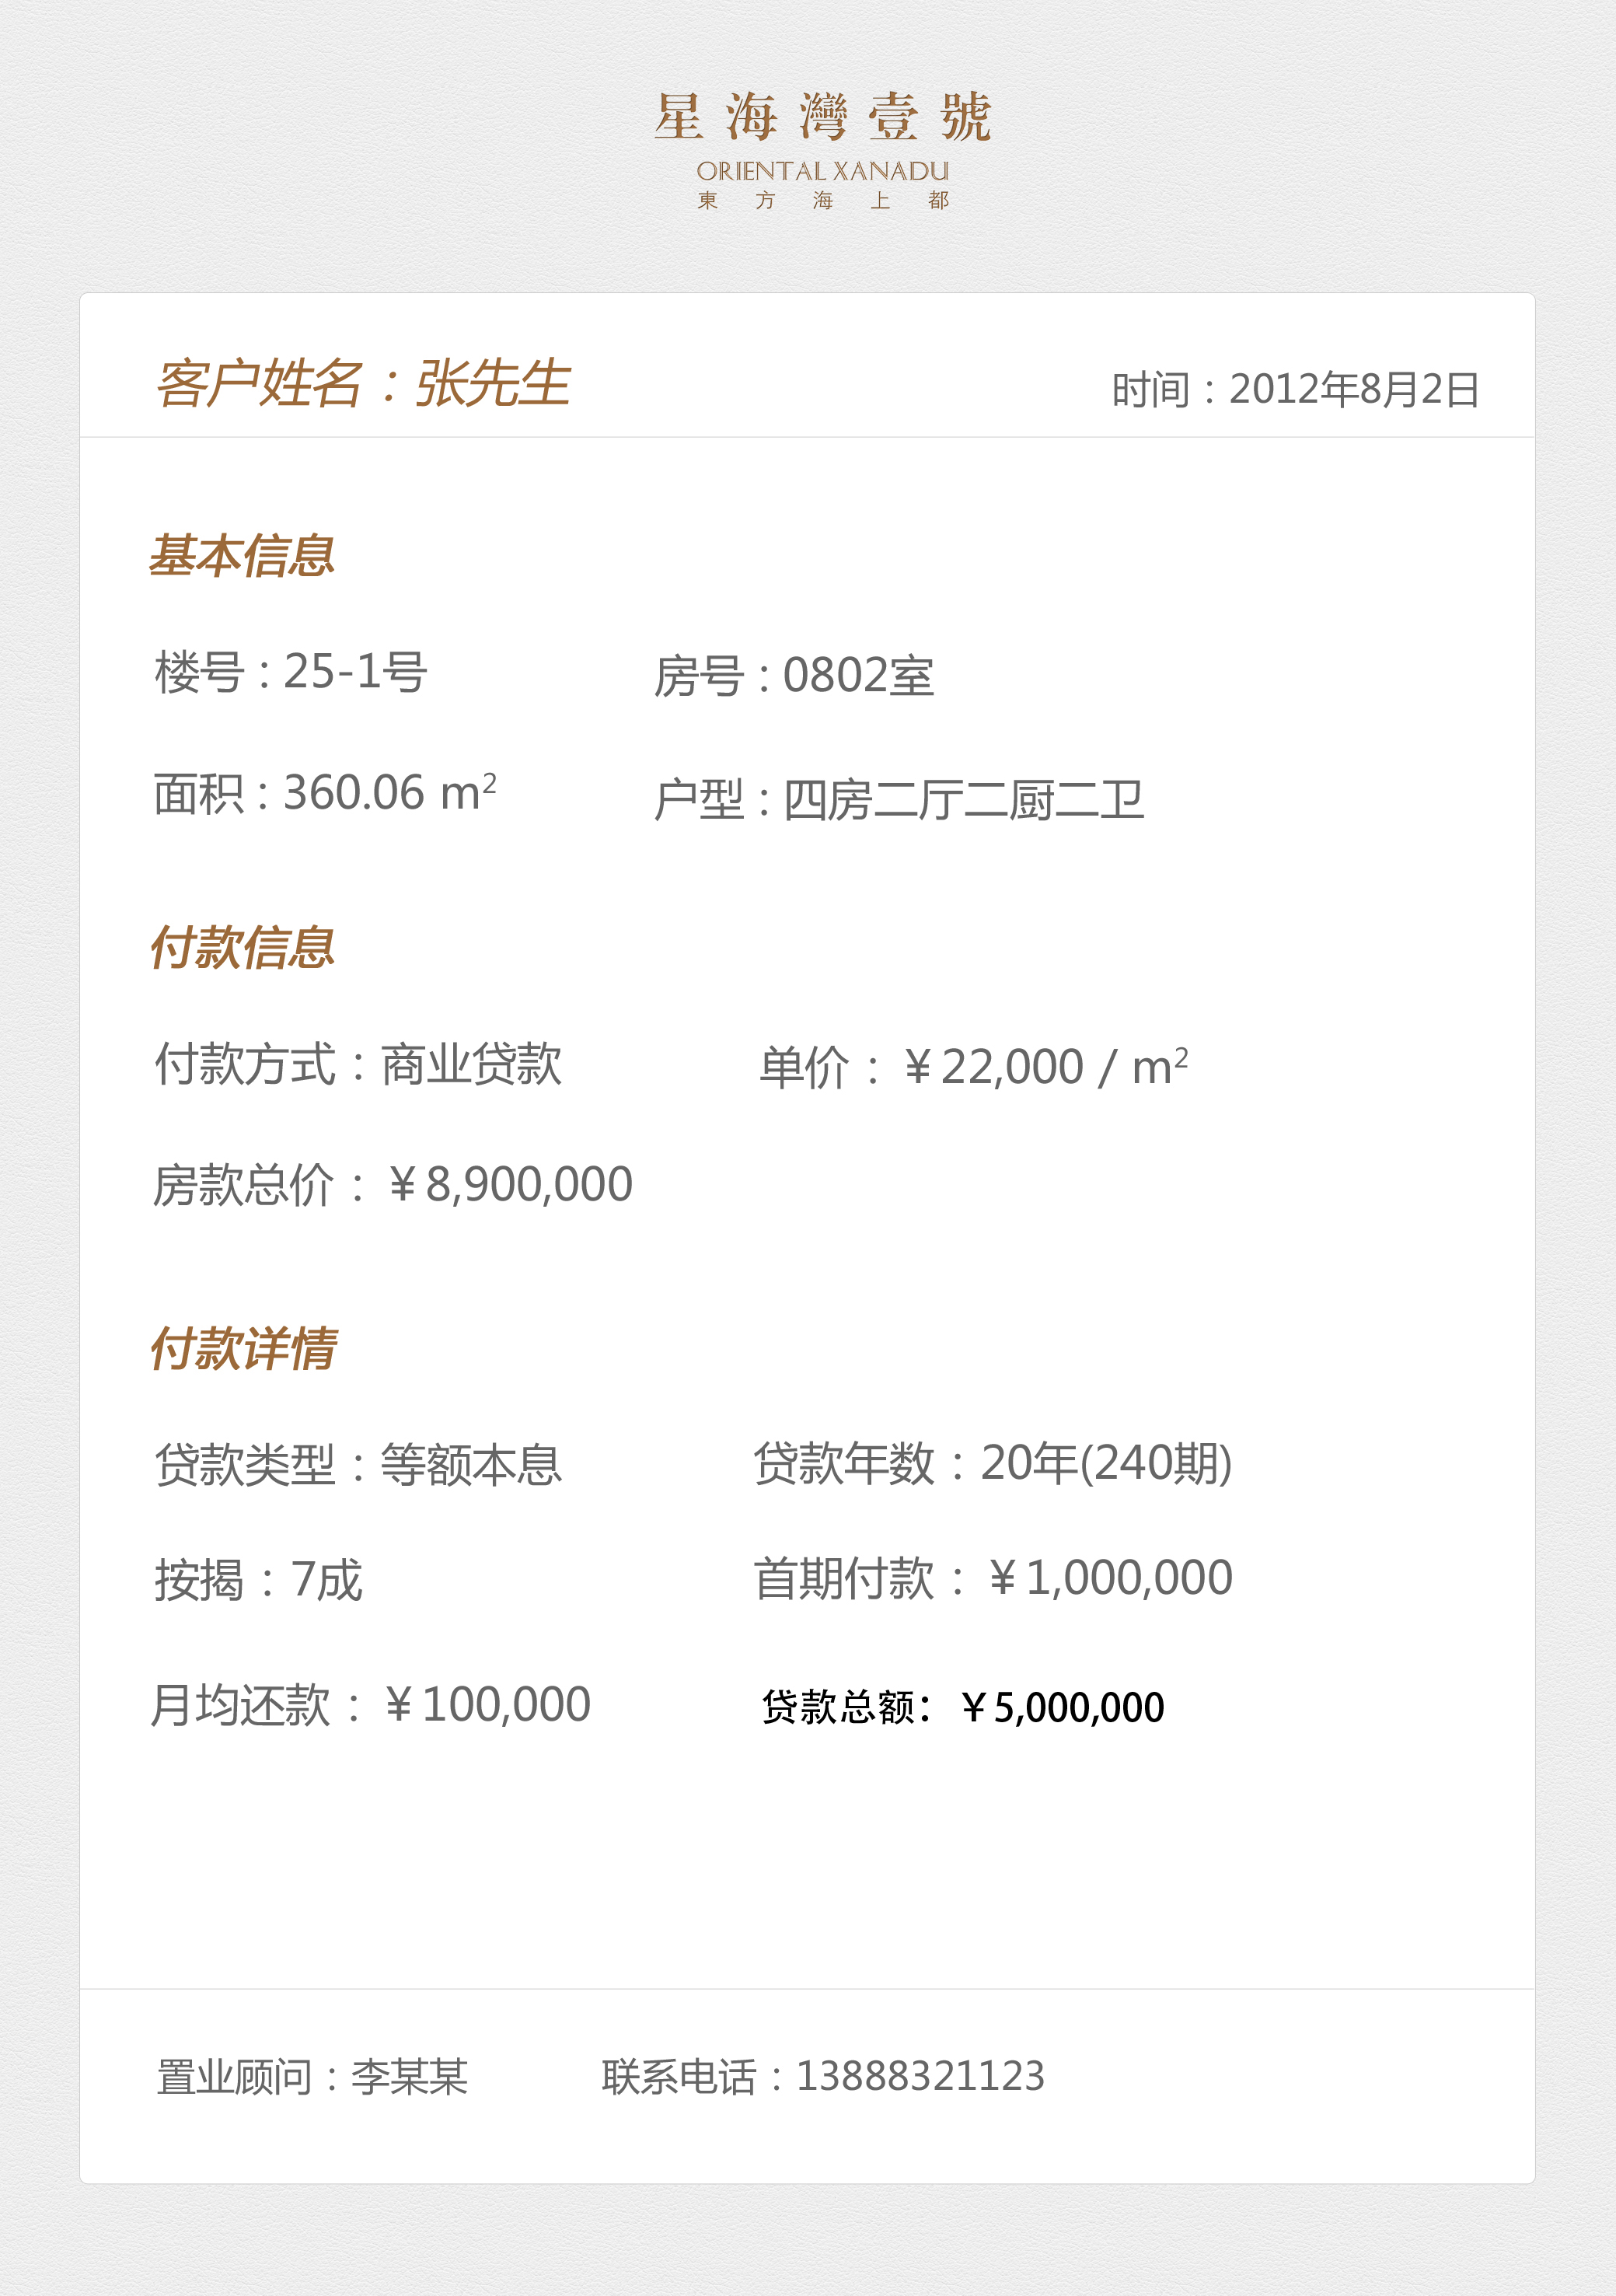 星海灣壹號
ORIENTAL XANADU
東方海上都
客户姓名：张先生
时间：2012年8月2日
基本信息
楼号：25-1号
房号：0802室
面积：360.06 m²
户型：四房二厅二厨二卫
付款信息
付款方式：商业贷款
单价：￥22,000 / m²
房款总价：￥8,900,000
付款详情
贷款类型：等额本息
贷款年数：20年(240期)
按揭：7成
首期付款：￥1,000,000
月均还款：￥100,000
贷款总额：￥5,000,000
置业顾问：李某某
联系电话：13888321123